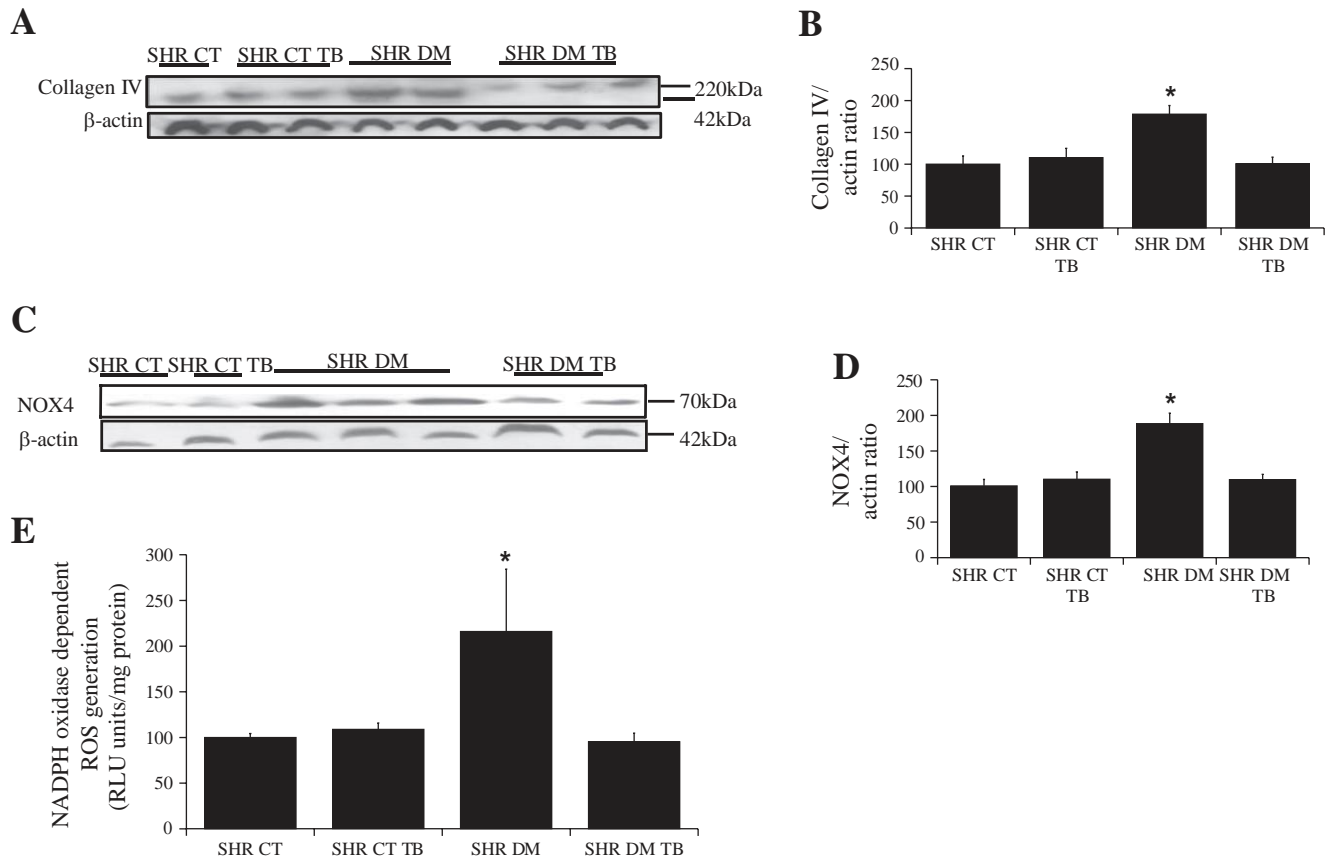 A
SHR CT SHR CT TB SHR DM SHR DM TB
Collagen IV
220kDa
β-actin
42kDa
B
Collagen IV/
actin ratio
250
200
150
100
50
0
*
SHR CT
SHR CT
TB
SHR DM
SHR DM
TB
C
SHR CT SHR CT TB SHR DM SHR DM TB
NOX4
70kDa
β-actin
42kDa
D
NOX4/
actin ratio
250
200
150
100
50
0
*
SHR CT
SHR CT
TB
SHR DM
SHR DM
TB
E
NADPH oxidase dependent
ROS generation
(RLU units/mg protein)
300
250
200
150
100
50
0
*
SHR CT
SHR CT TB
SHR DM
SHR DM TB